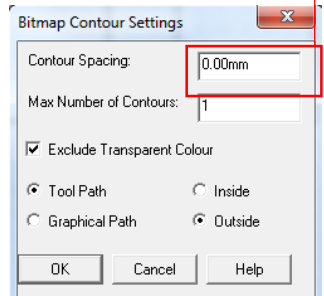 Bitmap Contour Settings
Contour Spacing: 0.00mm
Max Number of Contours: 1
Exclude Transparent Colour
Tool Path Inside
Graphical Path Outside
OK Cancel Help